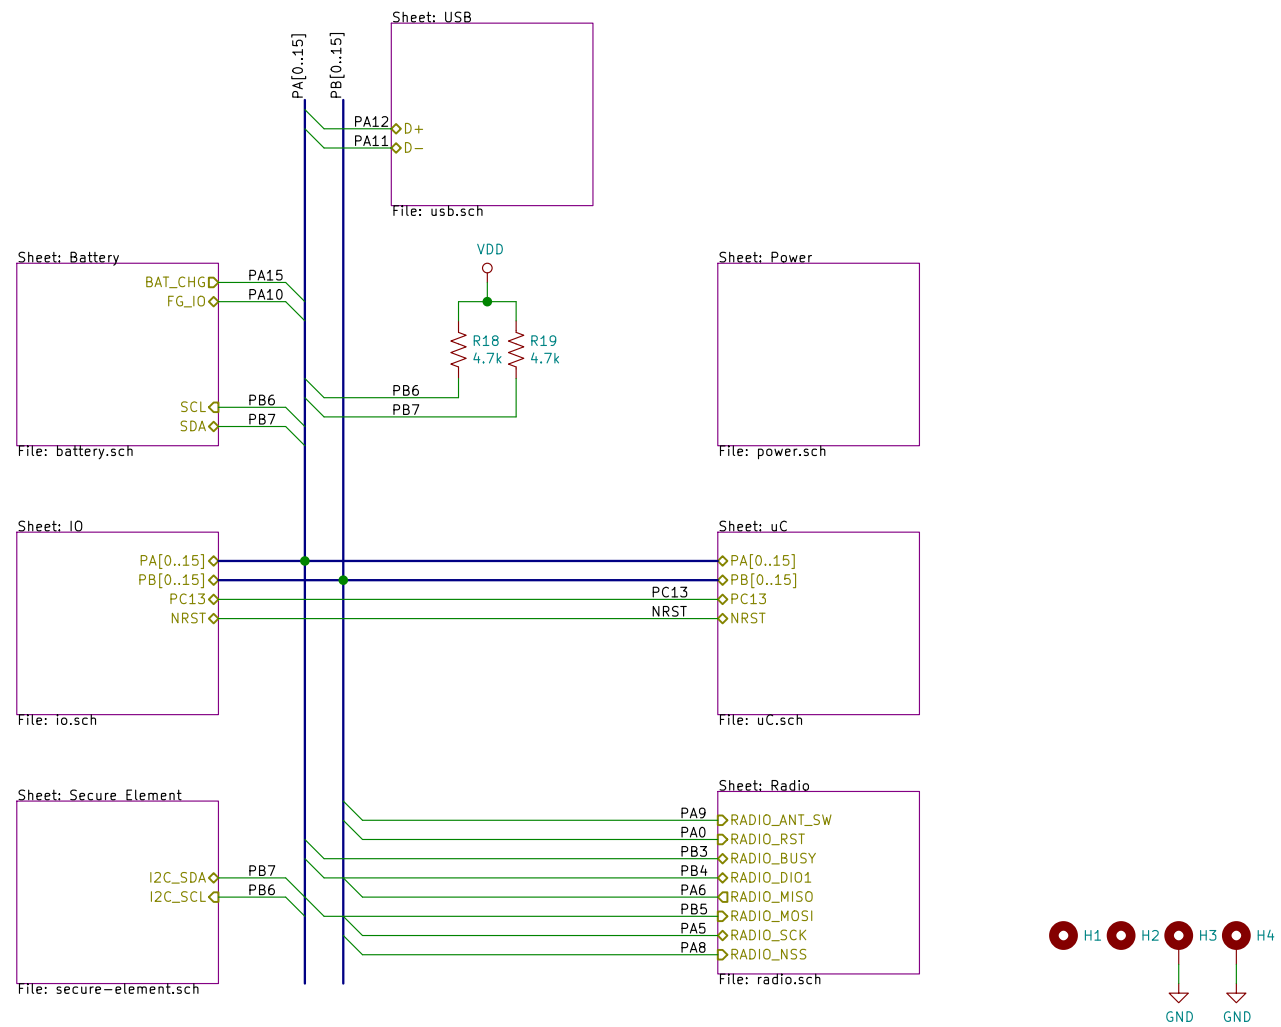 Sheet: USB
PA[0..15]
PB[0..15]
PA12
D+
PA11
D-
File: usb.sch
VDD
Sheet: Battery
BAT_CHG
PA15
FG_IO
PA10
R18
4.7k
R19
4.7k
PB6
PB7
SCL
PB6
SDA
PB7
File: battery.sch
Sheet: Power
File: power.sch
Sheet: IO
PA[0..15]
PB[0..15]
PC13
NRST
File: io.sch
PC13
NRST
Sheet: uC
PA[0..15]
PB[0..15]
PC13
NRST
File: uC.sch
Sheet: Secure Element
I2C_SDA
PB7
I2C_SCL
PB6
File: secure-element.sch
Sheet: Radio
PA9
RADIO_ANT_SW
PA0
RADIO_RST
PB3
RADIO_BUSY
PB4
RADIO_DIO1
PA6
RADIO_MISO
PB5
RADIO_MOSI
PA5
RADIO_SCK
PA8
RADIO_NSS
File: radio.sch
H1
H2
H3
H4
GND
GND